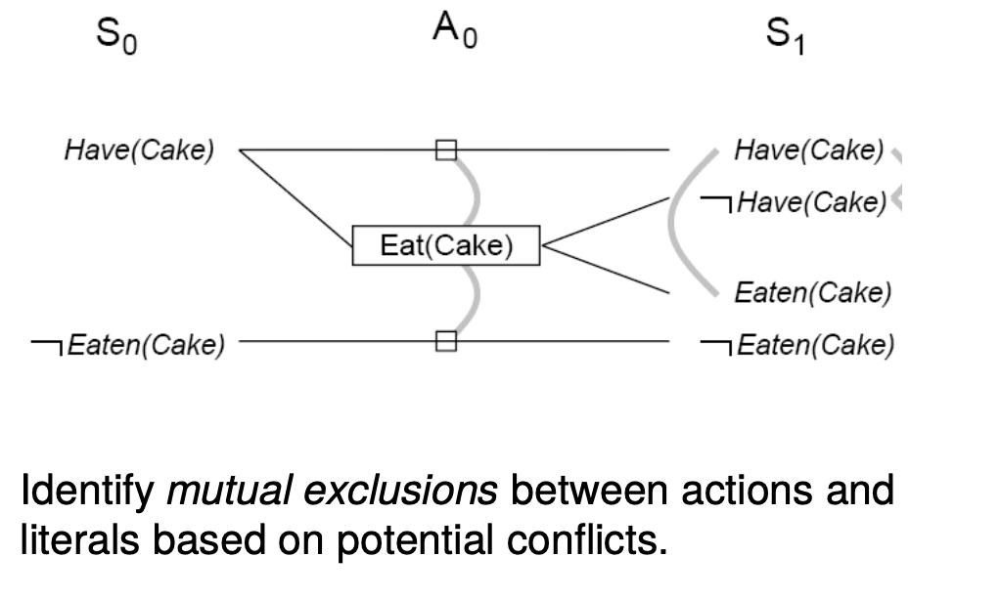 S0 A0 S1
Have(Cake) Have(Cake)
¬Have(Cake)
Eat(Cake)
Eaten(Cake)
¬Eaten(Cake) ¬Eaten(Cake)
Identify mutual exclusions between actions and
literals based on potential conflicts.